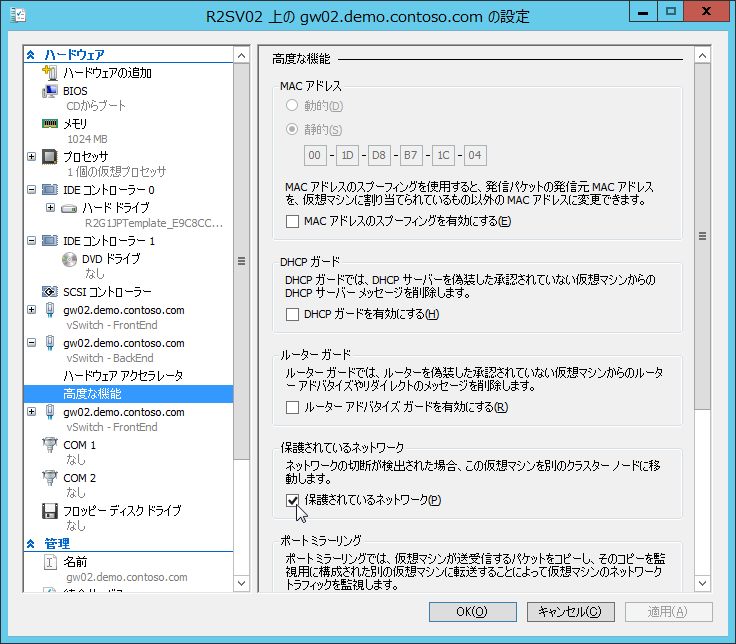 R2SV02 上の gw02.demo.contoso.com の設定
ハードウェア
ハードウェアの追加
BIOS
CDからブート
メモリ
1024 MB
プロセッサ
1 個の仮想プロセッサ
IDE コントローラー 0
ハード ドライブ
R2G1JPTemplate_E9C8CC...
IDE コントローラー 1
DVD ドライブ
なし
SCSI コントローラー
gw02.demo.contoso.com
vSwitch - FrontEnd
gw02.demo.contoso.com
vSwitch - BackEnd
ハードウェア アクセラレータ
高度な機能
gw02.demo.contoso.com
vSwitch - FrontEnd
COM 1
なし
COM 2
なし
フロッピー ディスク ドライブ
なし
管理
名前
gw02.demo.contoso.com
高度な機能
MAC アドレス
動的(D)
静的(S)
00 - 1D - D8 - B7 - 1C - 04
MAC アドレスのスプーフィングを使用すると、発信パケットの発信元 MAC アドレス
を、仮想マシンに割り当てられているもの以外の MAC アドレスに変更できます。
MAC アドレスのスプーフィングを有効にする(E)
DHCP ガード
DHCP ガードでは、DHCP サーバーを偽装した承認されていない仮想マシンからの
DHCP サーバー メッセージを削除します。
DHCP ガードを有効にする(H)
ルーター ガード
ルーター ガードでは、ルーターを偽装した承認されていない仮想マシンからのルータ
ー アドバタイズやリダイレクトのメッセージを削除します。
ルーター アドバタイズ ガードを有効にする(R)
保護されているネットワーク
ネットワークの切断が検出された場合、この仮想マシンを別のクラスター ノードに移
動します。
保護されているネットワーク(P)
ポート ミラーリング
ポート ミラーリングでは、仮想マシンが送受信するパケットをコピーし、そのコピーを監
視用に構成された別の仮想マシンに転送することによって仮想マシンのネットワーク
トラフィックを監視します。
OK(O)
キャンセル(C)
適用(A)